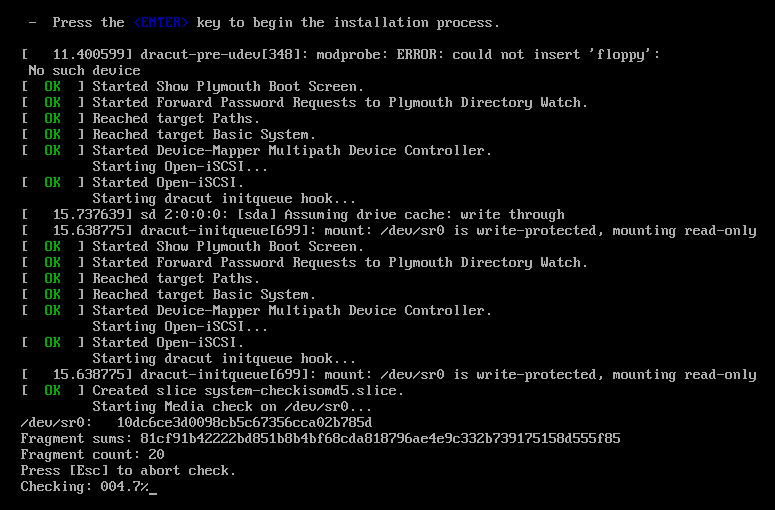 - Press the <ENTER> key to begin the installation process.
[   11.400599] dracut-pre-udev[348]: modprobe: ERROR: could not insert 'floppy':
No such device
[  OK  ] Started Show Plymouth Boot Screen.
[  OK  ] Started Forward Password Requests to Plymouth Directory Watch.
[  OK  ] Reached target Paths.
[  OK  ] Reached target Basic System.
[  OK  ] Started Device-Mapper Multipath Device Controller.
         Starting Open-iSCSI...
[  OK  ] Started Open-iSCSI.
         Starting dracut initqueue hook...
[   15.737639] sd 2:0:0:0: [sda] Assuming drive cache: write through
[   15.638775] dracut-initqueue[699]: mount: /dev/sr0 is write-protected, mounting read-only
[  OK  ] Started Show Plymouth Boot Screen.
[  OK  ] Started Forward Password Requests to Plymouth Directory Watch.
[  OK  ] Reached target Paths.
[  OK  ] Reached target Basic System.
[  OK  ] Started Device-Mapper Multipath Device Controller.
         Starting Open-iSCSI...
[  OK  ] Started Open-iSCSI.
         Starting dracut initqueue hook...
[   15.638775] dracut-initqueue[699]: mount: /dev/sr0 is write-protected, mounting read-only
[  OK  ] Created slice system-checkisomd5.slice.
         Starting Media check on /dev/sr0...
/dev/sr0:   10dc6ce3d0098cb5c67356cca02b785d
Fragment sums: 81cf91b42222bd851b8b4bf68cda818796ae4e9c332b739175158d555f85
Fragment count: 20
Press [Esc] to abort check.
Checking: 004.7%_